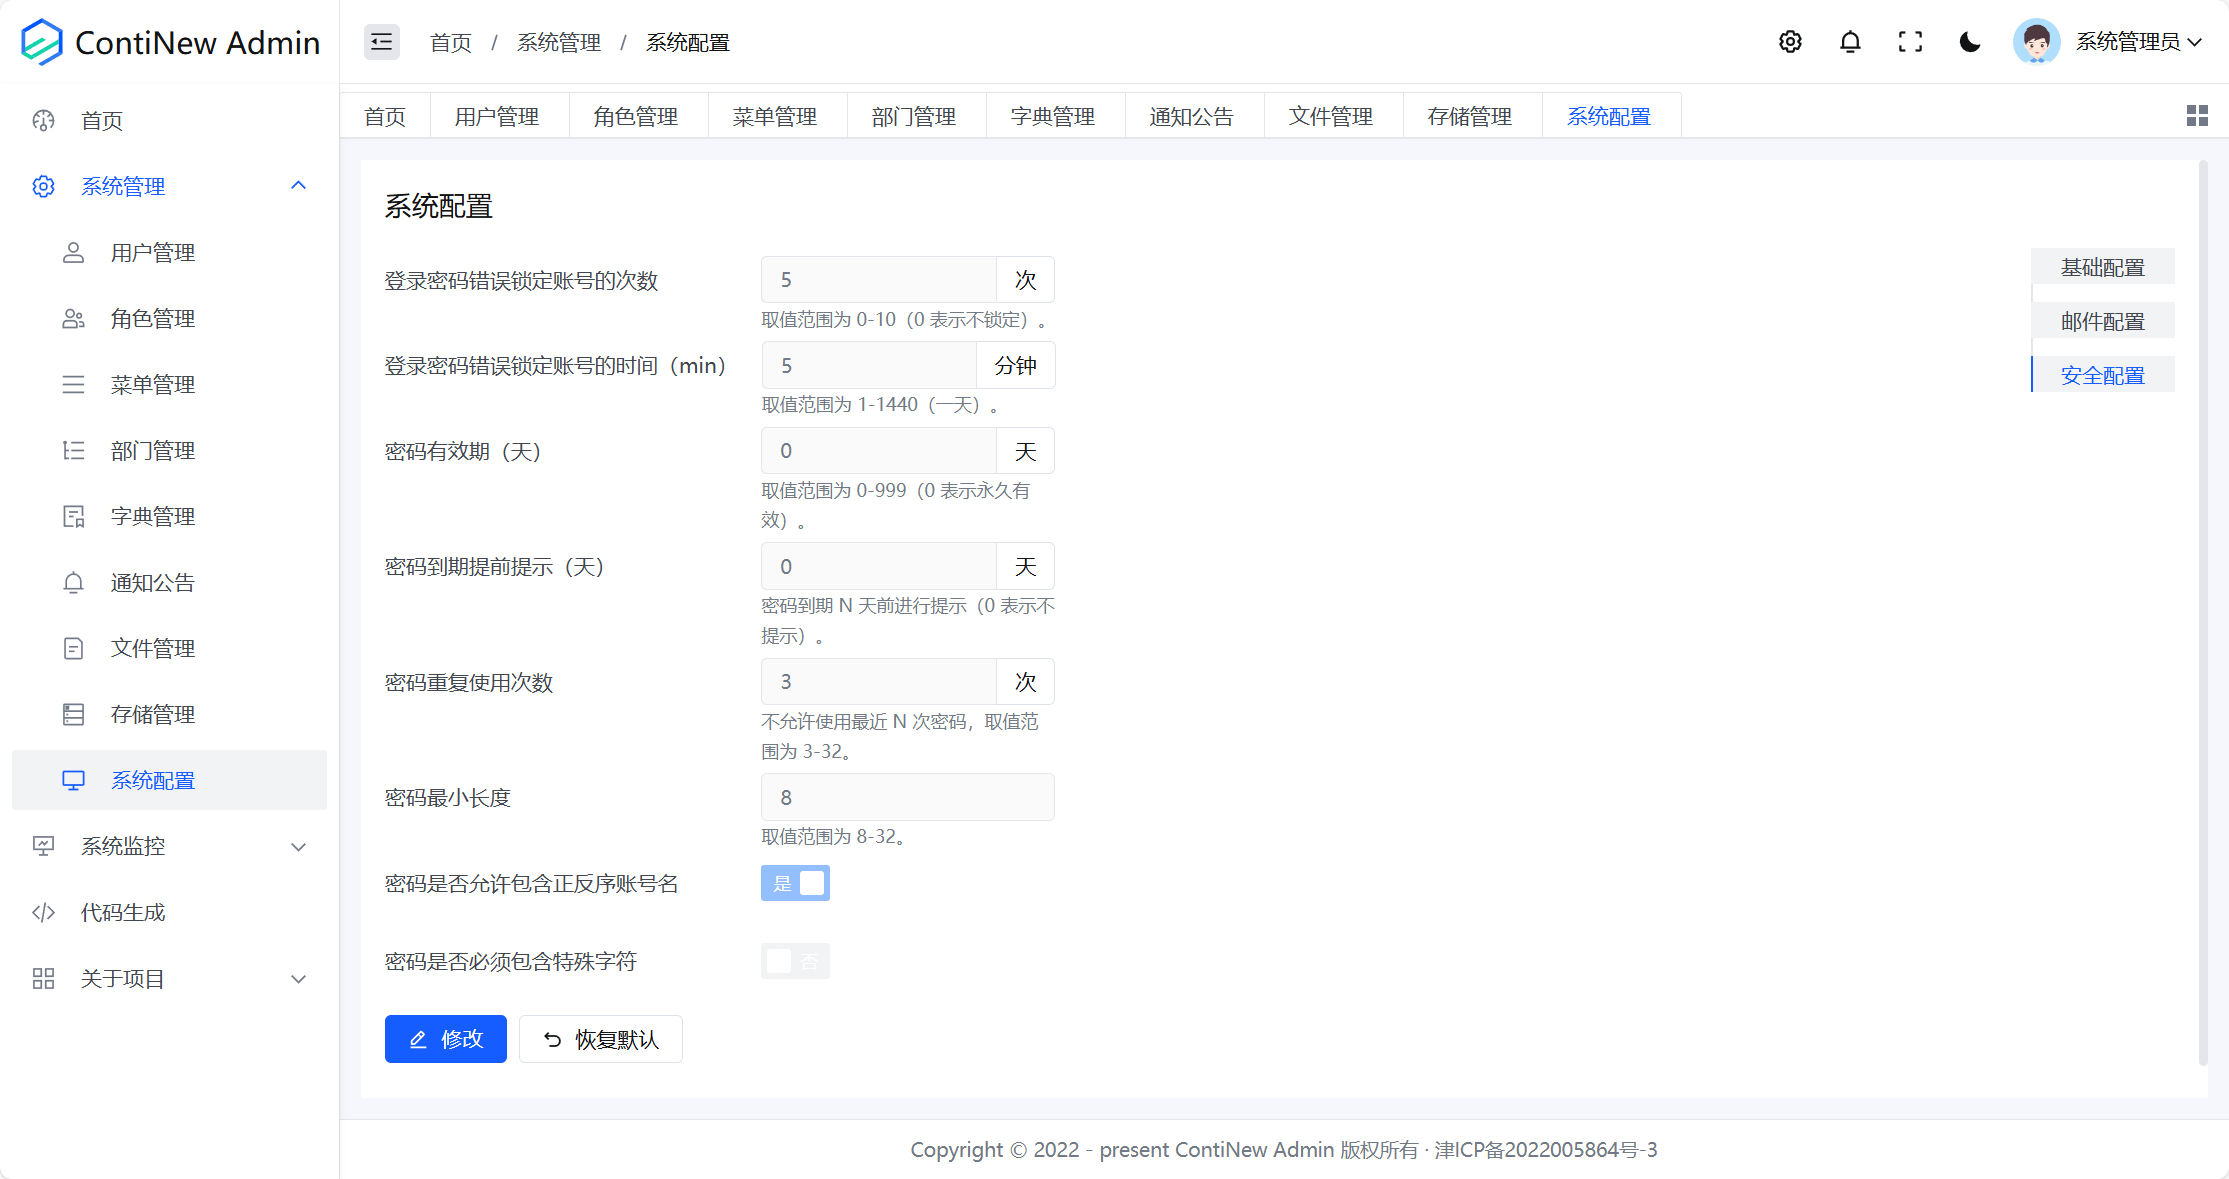 ContiNew Admin
首页 / 系统管理 / 系统配置
系统管理员
首页
系统管理
用户管理
角色管理
菜单管理
部门管理
字典管理
通知公告
文件管理
存储管理
系统配置
系统监控
代码生成
关于项目
首页 用户管理 角色管理 菜单管理 部门管理 字典管理 通知公告 文件管理 存储管理 系统配置
系统配置
登录密码错误锁定账号的次数 5 次
取值范围为 0-10（0 表示不锁定）。
登录密码错误锁定账号的时间（min） 5 分钟
取值范围为 1-1440（一天）。
密码有效期（天） 0 天
取值范围为 0-999（0 表示永久有
效）。
密码到期提前提示（天） 0 天
密码到期 N 天前进行提示（0 表示不
提示）。
密码重复使用次数 3 次
不允许使用最近 N 次密码，取值范
围为 3-32。
密码最小长度 8
取值范围为 8-32。
密码是否允许包含正反序账号名 是
密码是否必须包含特殊字符 否
修改 恢复默认
基础配置
邮件配置
安全配置
Copyright © 2022 - present ContiNew Admin 版权所有 · 津ICP备2022005864号-3